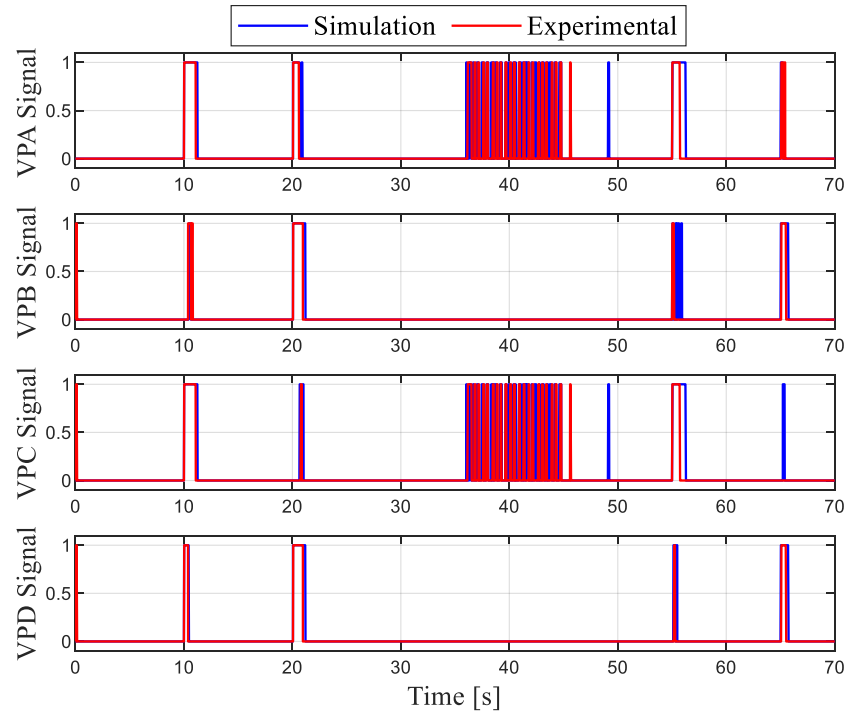 Simulation Experimental
VPA Signal
1
0.5
0
0 10 20 30 40 50 60 70
VPB Signal
1
0.5
0
0 10 20 30 40 50 60 70
VPC Signal
1
0.5
0
0 10 20 30 40 50 60 70
VPD Signal
1
0.5
0
0 10 20 30 40 50 60 70
Time [s]